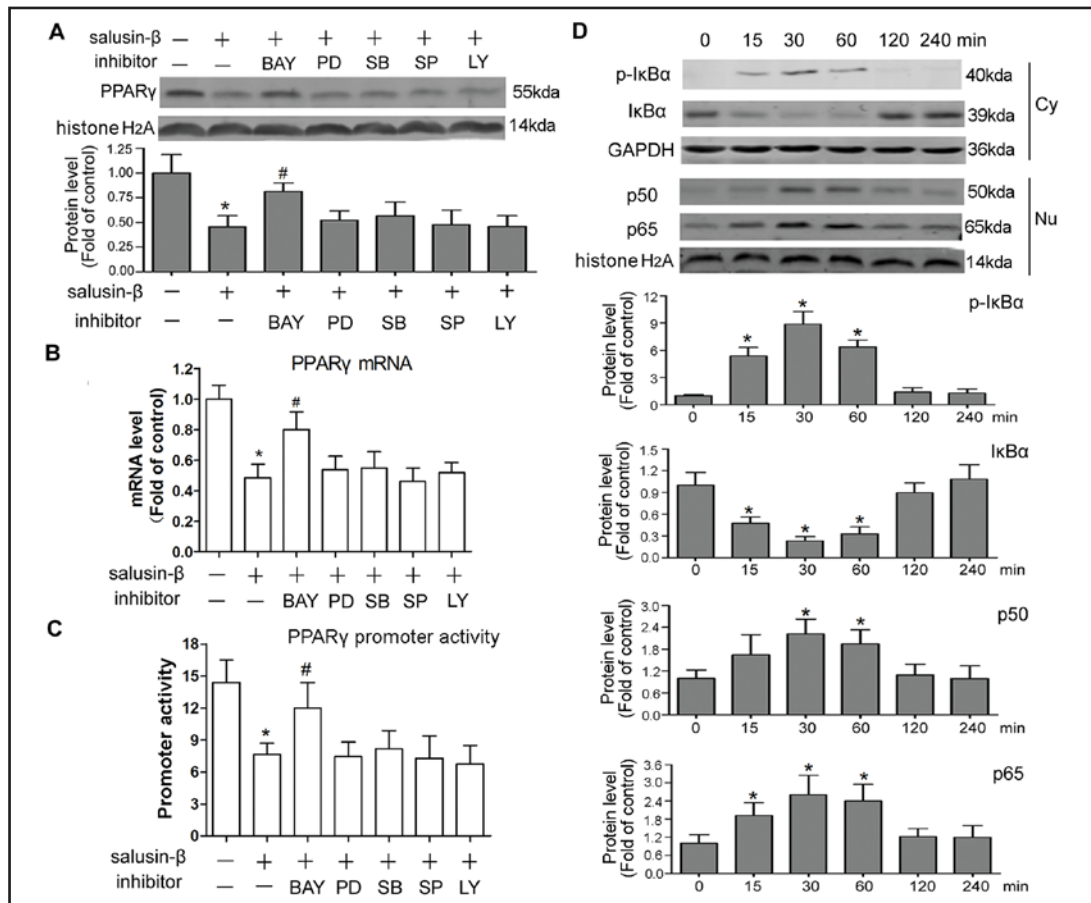 A
salusin-β — + + + + + +
inhibitor — — BAY PD SB SP LY
PPARγ 55kda
histone H2A 14kda
Protein level
(Fold of control)
1.25
1.00
0.75
0.50
0.25
0.00
* #
salusin-β — + + + + + +
inhibitor — — BAY PD SB SP LY
B
PPARγ mRNA
mRNA level
(Fold of control)
1.2
1.0
0.8
0.6
0.4
0.2
0.0
* #
salusin-β — + + + + + +
inhibitor — — BAY PD SB SP LY
C
PPARγ promoter activity
Promoter activity
18
15
12
9
6
3
0
* #
salusin-β — + + + + + +
inhibitor — — BAY PD SB SP LY
D
0 15 30 60 120 240 min
p-IκBα 40kda
IκBα 39kda
GAPDH 36kda
Cy
p50 50kda
p65 65kda
histone H2A 14kda
Nu
p-IκBα
Protein level
(Fold of control)
12
9
6
3
0
* * *
0 15 30 60 120 240 min
IκBα
Protein level
(Fold of control)
1.5
1.2
0.9
0.6
0.3
0.0
* * *
0 15 30 60 120 240 min
p50
Protein level
(Fold of control)
3.0
2.4
1.8
1.2
0.6
0.0
* *
0 15 30 60 120 240 min
p65
Protein level
(Fold of control)
3.6
3.0
2.4
1.8
1.2
0.6
0.0
* * *
0 15 30 60 120 240 min